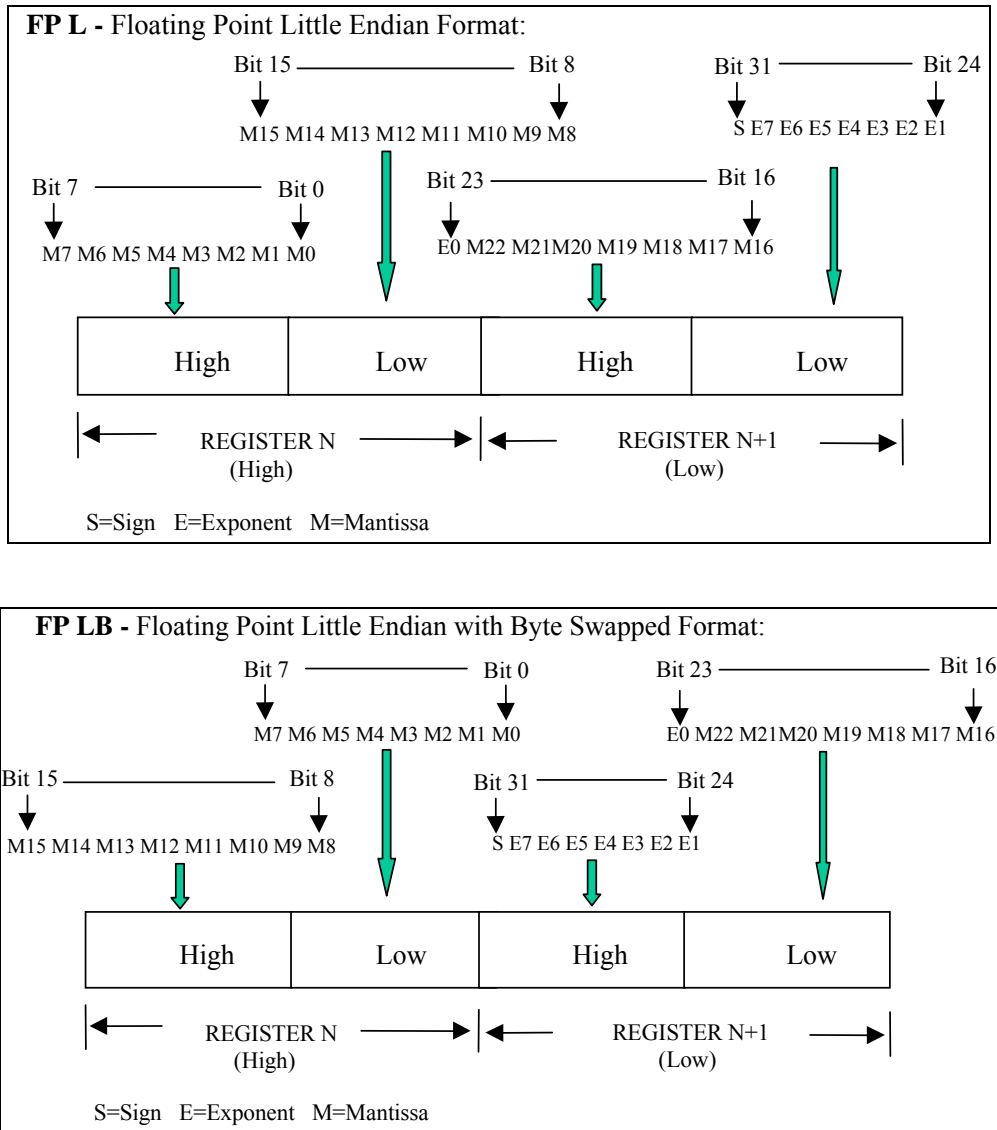 FP L - Floating Point Little Endian Format:
Bit 15 Bit 8 Bit 31 Bit 24
M15 M14 M13 M12 M11 M10 M9 M8 S E7 E6 E5 E4 E3 E2 E1
Bit 7 Bit 0 Bit 23 Bit 16
M7 M6 M5 M4 M3 M2 M1 M0 E0 M22 M21M20 M19 M18 M17 M16
High Low High Low
REGISTER N REGISTER N+1
(High) (Low)
S=Sign E=Exponent M=Mantissa
FP LB - Floating Point Little Endian with Byte Swapped Format:
Bit 7 Bit 0 Bit 23 Bit 16
M7 M6 M5 M4 M3 M2 M1 M0 E0 M22 M21M20 M19 M18 M17 M16
Bit 15 Bit 8 Bit 31 Bit 24
M15 M14 M13 M12 M11 M10 M9 M8 S E7 E6 E5 E4 E3 E2 E1
High Low High Low
REGISTER N REGISTER N+1
(High) (Low)
S=Sign E=Exponent M=Mantissa